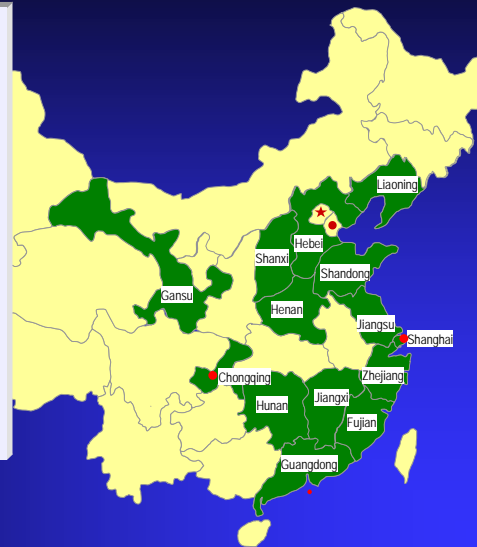 Liaoning
Hebei
Shanxi
Shandong
Gansu
Henan
Jiangsu
Shanghai
Chongqing
Zhejiang
Hunan
Jiangxi
Fujian
Guangdong